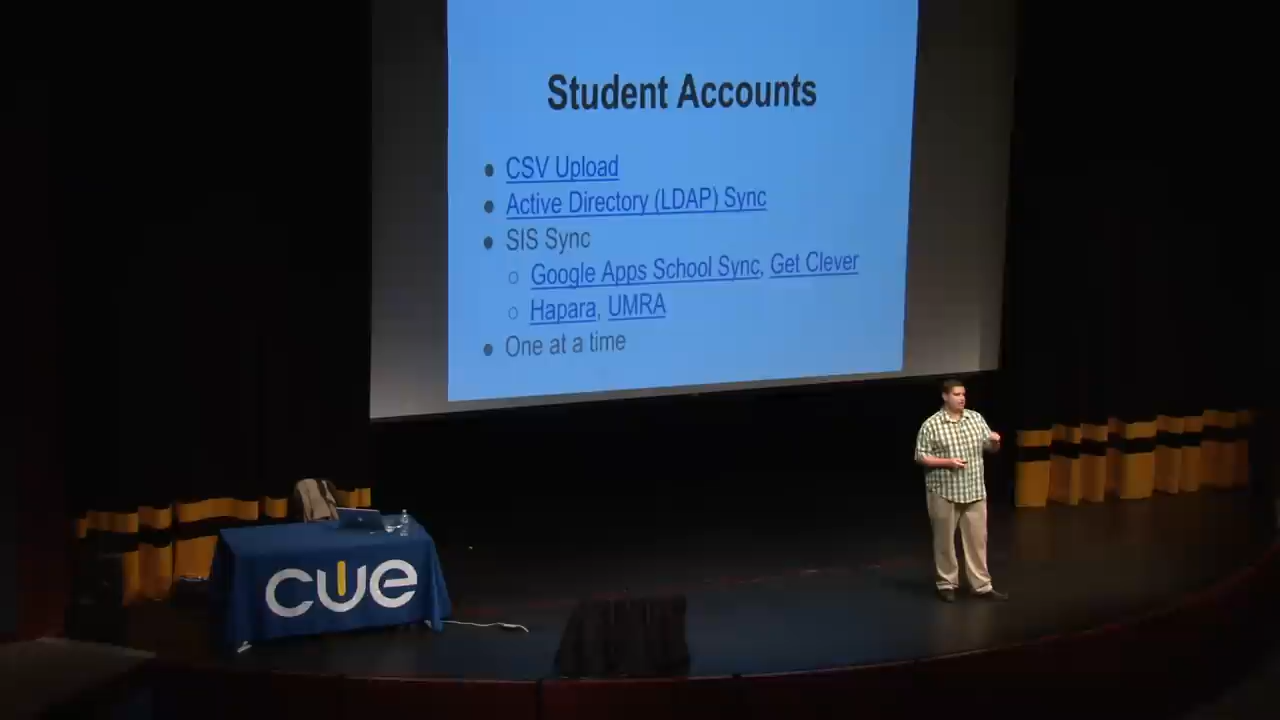 Student Accounts
CSV Upload
Active Directory (LDAP) Sync
SIS Sync
Google Apps School Sync, Get Clever
Hapara, UMRA
One at a time
cue